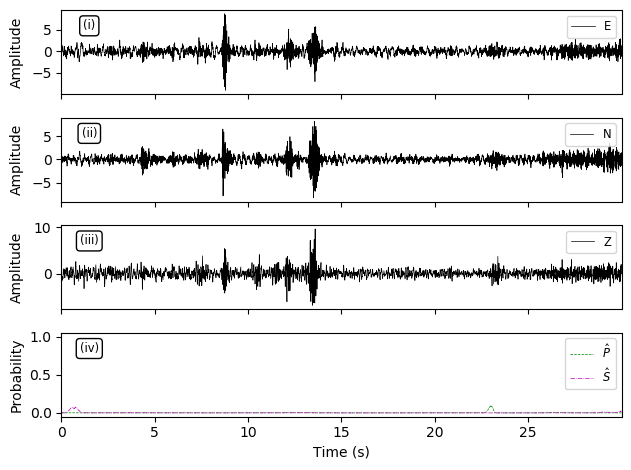 (i)
E
5
0
−5
Amplitude
(ii)
N
5
0
−5
Amplitude
(iii)
Z
10
0
Amplitude
(iv)
P̂
Ŝ
1.0
0.5
0.0
Probability
0 5 10 15 20 25
Time (s)